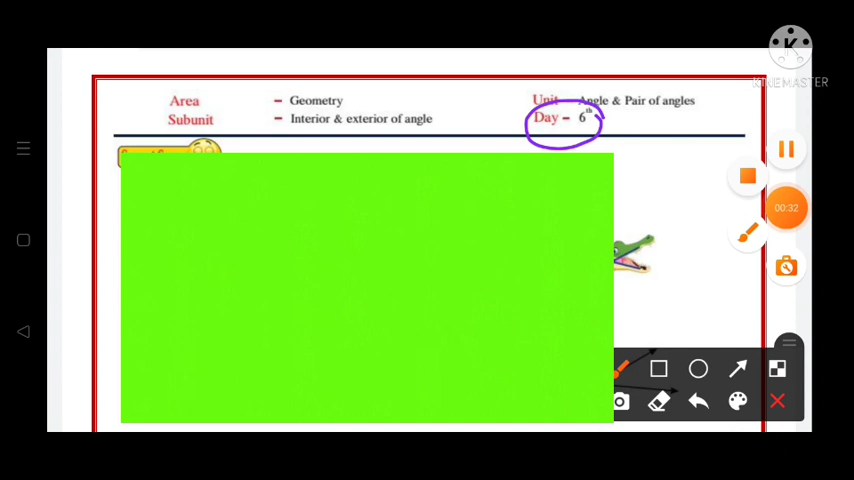 KINEMASTER
Area – Geometry Unit – Angle & Pair of angles
Subunit – Interior & exterior of angle Day – 6th
00:32